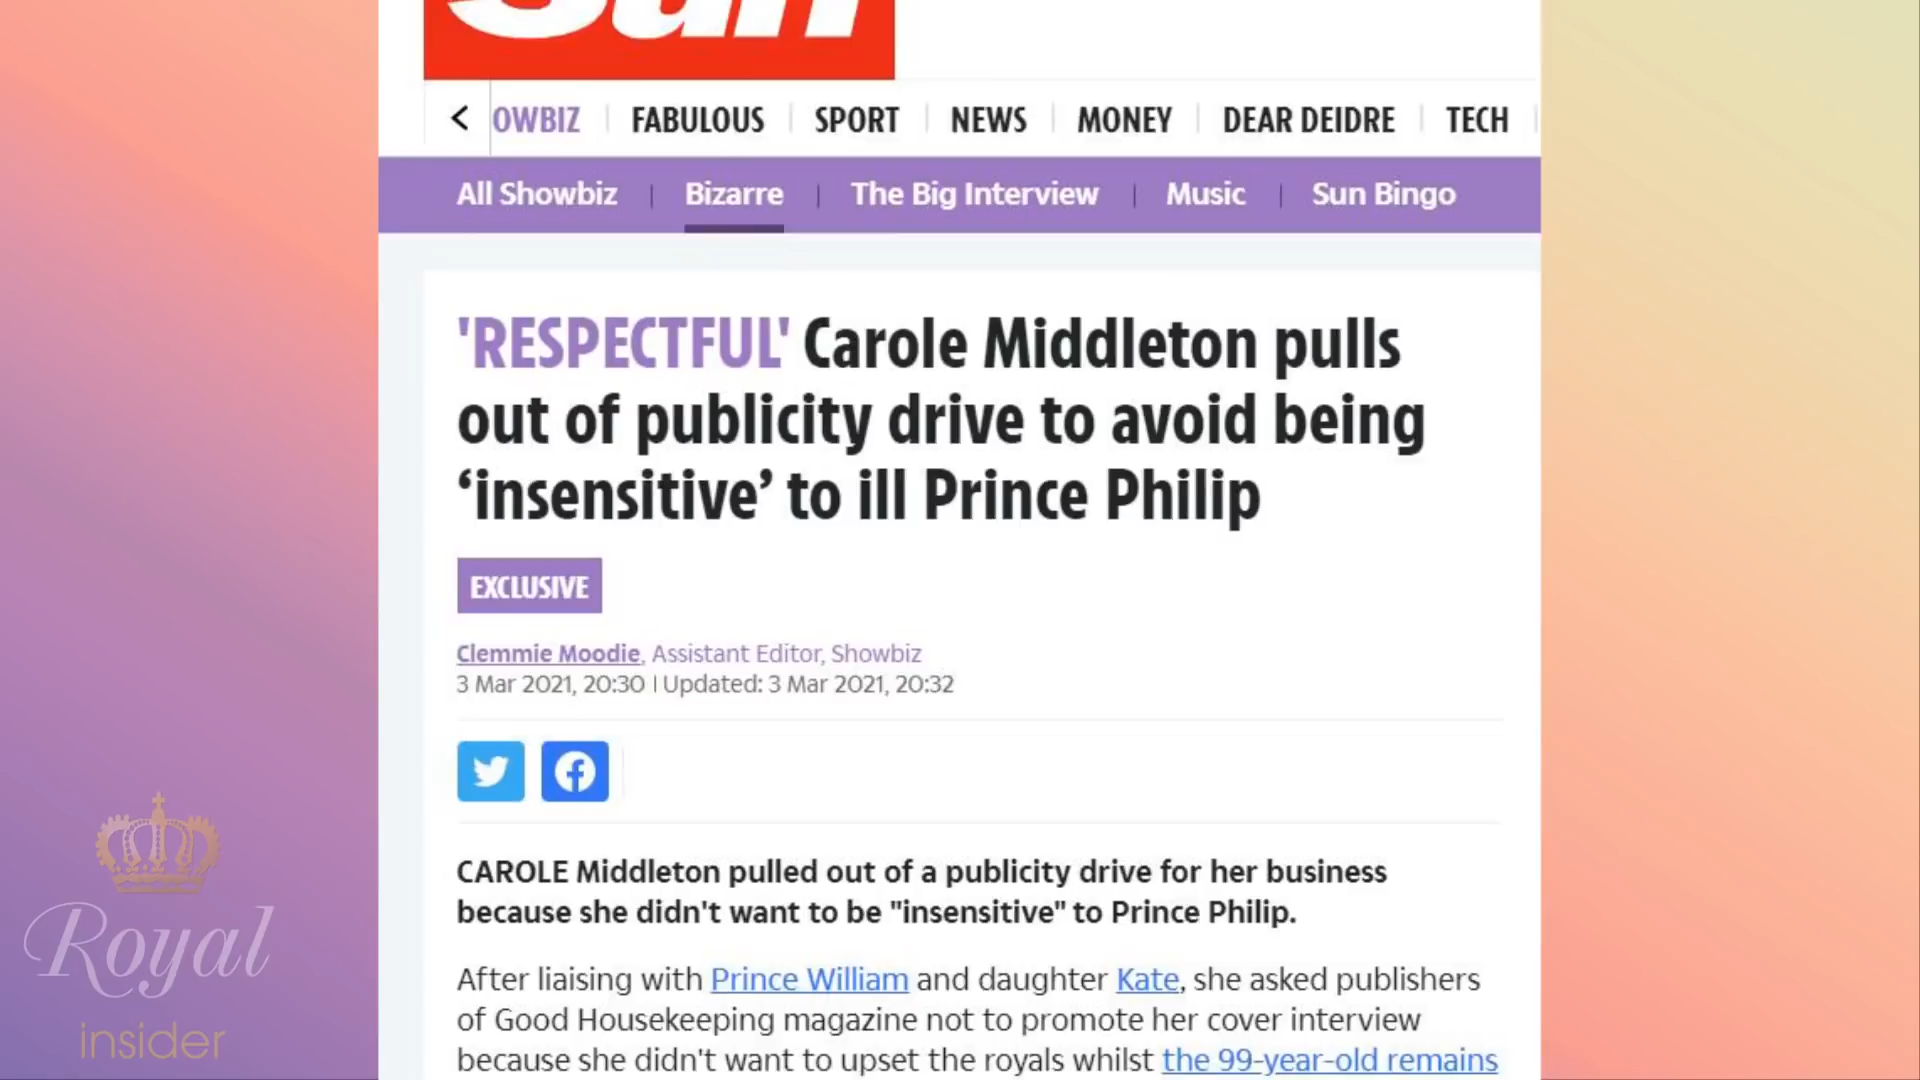 Sun
OWBIZ FABULOUS SPORT NEWS MONEY DEAR DEIDRE TECH
All Showbiz Bizarre The Big Interview Music Sun Bingo
'RESPECTFUL' Carole Middleton pulls
out of publicity drive to avoid being
‘insensitive’ to ill Prince Philip
EXCLUSIVE
Clemmie Moodie, Assistant Editor, Showbiz
3 Mar 2021, 20:30 | Updated: 3 Mar 2021, 20:32
CAROLE Middleton pulled out of a publicity drive for her business
because she didn't want to be "insensitive" to Prince Philip.
After liaising with Prince William and daughter Kate, she asked publishers
of Good Housekeeping magazine not to promote her cover interview
because she didn't want to upset the royals whilst the 99-year-old remains
Royal
insider